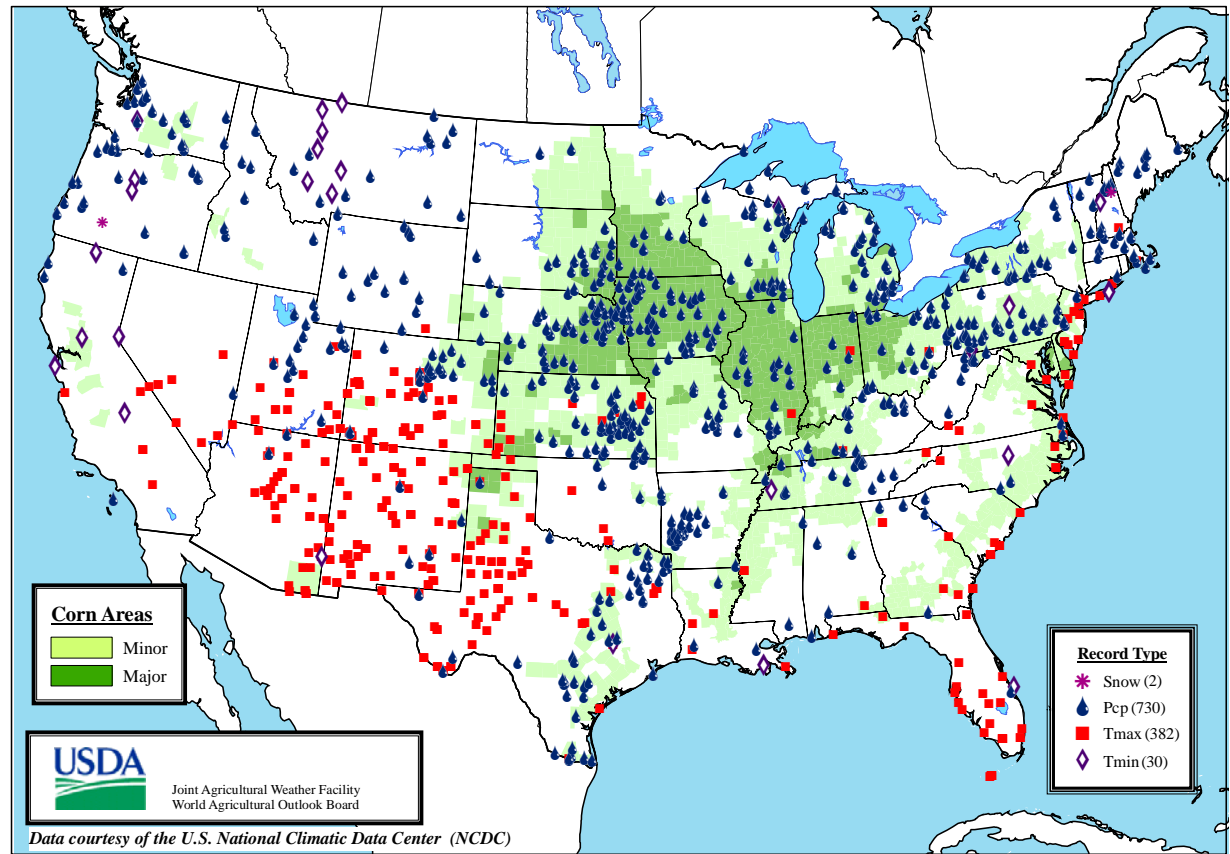 Corn Areas
Minor
Major
Record Type
Snow (2)
Pcp (730)
Tmax (382)
Tmin (30)
USDA
Joint Agricultural Weather Facility
World Agricultural Outlook Board
Data courtesy of the U.S. National Climatic Data Center (NCDC)